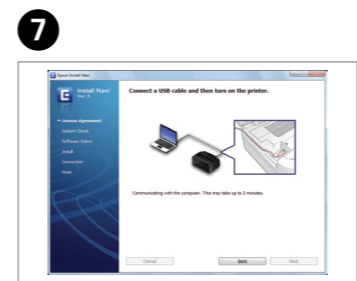 7
Epson Install Navi
Install Navi
Connect a USB cable and then turn on the printer.
License Agreement
System Check
Software Select
Install
Connection
Communicating with the computer. This may take up to 2 minutes.
Cancel
Back
Next